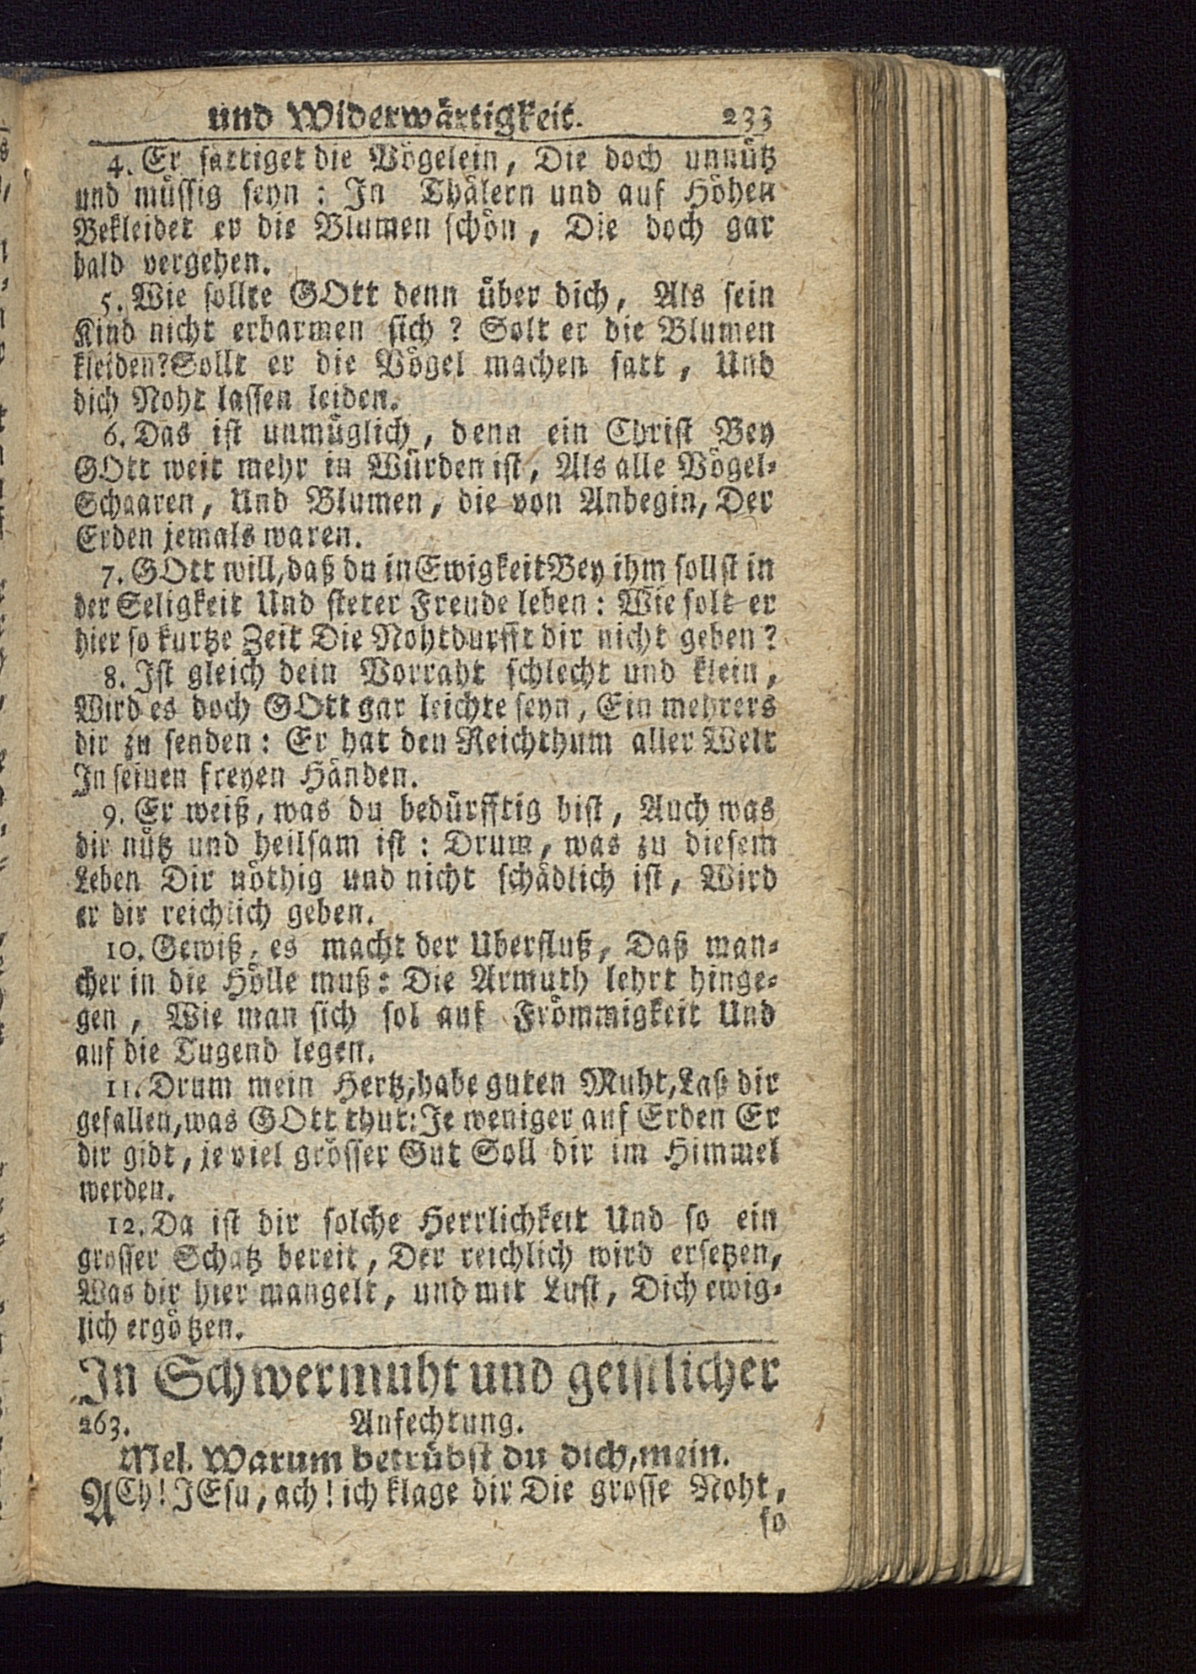 und Widerwärtigkeit. 233
4. Er sättiget die Vögelein, Die doch unnütz
und müssig seyn: In Thälern und auf Höhen
Bekleidet er die Blumen schön, Die doch gar
bald vergehen.
5. Wie sollte GOtt denn über dich, Als sein
Kind nicht erbarmen sich? Solt er die Blumen
kleiden? Sollt er die Vögel machen satt, Und
dich Noht lassen leiden.
6. Das ist unmüglich, denn ein Christ Bey
GOtt weit mehr in Würden ist, Als alle Vögel-
Schaaren, Und Blumen, die von Anbegin, Der
Erden jemals waren.
7. GOtt will, daß du in Ewigkeit Bey ihm sollst in
der Seligkeit Und steter Freude leben: Wie solt er
hier so kurtze Zeit Die Nohtdurfft dir nicht geben?
8. Ist gleich dein Vorraht schlecht und klein,
Wird es doch GOtt gar leichte seyn, Ein mehrers
dir zu senden: Er hat den Reichthum aller Welt
In seinen freyen Händen.
9. Er weiß, was du bedürfftig bist, Auch was
dir nütz und heilsam ist: Drum, was zu diesem
Leben Dir nöthig und nicht schädlich ist, Wird
er dir reichlich geben.
10. Gewiß, es macht der Uberfluß, Daß man-
cher in die Hölle muß: Die Armuth lehrt hinge-
gen, Wie man sich sol auf Frömmigkeit Und
auf die Tugend legen.
11. Drum mein Hertz, habe guten Muht, Laß dir
gefallen, was GOtt thut: Je weniger auf Erden Er
dir gibt, je viel grösser Gut Soll dir im Himmel
werden.
12. Da ist dir solche Herrlichkeit Und so ein
grosser Schatz bereit, Der reichlich wird ersetzen,
Was dir hier mangelt, und mit Lust, Dich ewig-
lich ergötzen.
In Schwermuht und geistlicher
263. Anfechtung.
Mel. Warum betrübst du dich, mein.
ACh! JEsu, ach! ich klage dir Die grosse Noht,
so